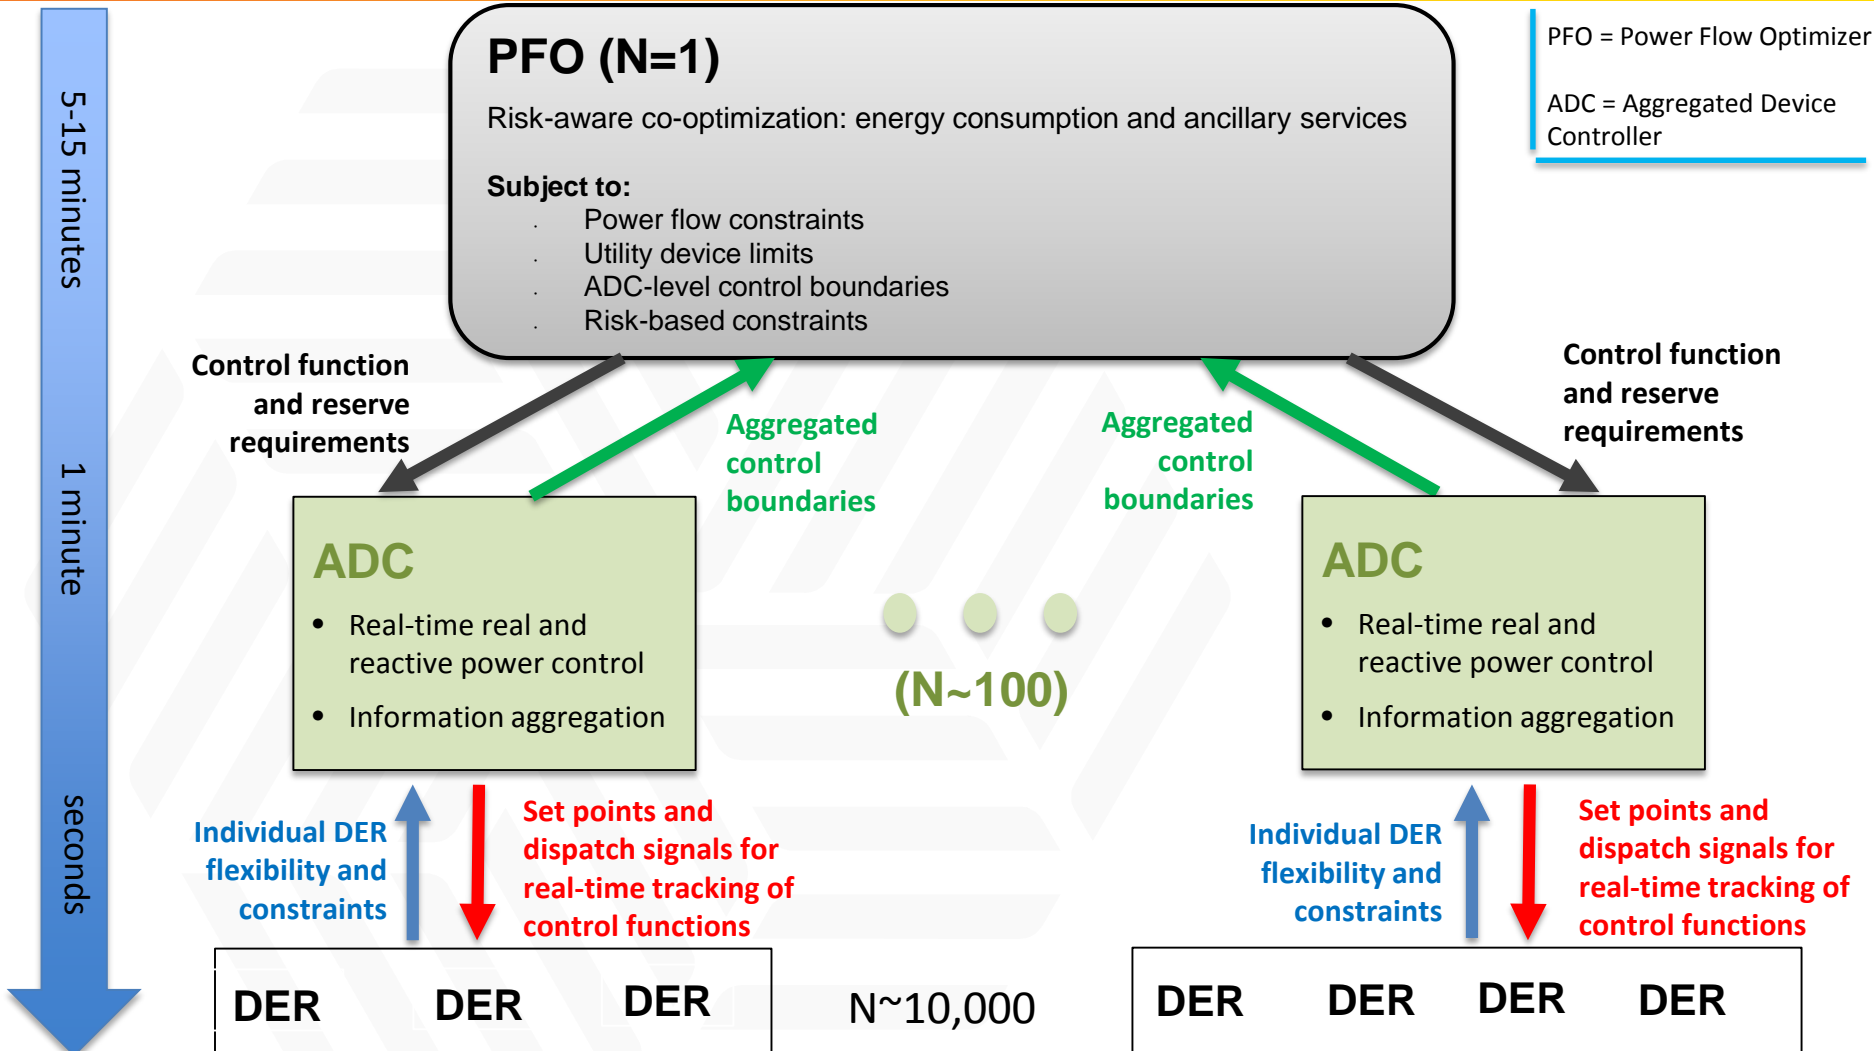 PFO (N=1)
Risk-aware co-optimization: energy consumption and ancillary services
Subject to:
· Power flow constraints
· Utility device limits
· ADC-level control boundaries
· Risk-based constraints
PFO = Power Flow Optimizer
ADC = Aggregated Device
Controller
5-15 minutes
1 minute
seconds
Control function
and reserve
requirements
Aggregated
control
boundaries
Aggregated
control
boundaries
Control function
and reserve
requirements
ADC
• Real-time real and
reactive power control
• Information aggregation
(N~100)
ADC
• Real-time real and
reactive power control
• Information aggregation
Individual DER
flexibility and
constraints
Set points and
dispatch signals for
real-time tracking of
control functions
Individual DER
flexibility and
constraints
Set points and
dispatch signals for
real-time tracking of
control functions
DER DER DER
N~10,000
DER DER DER DER